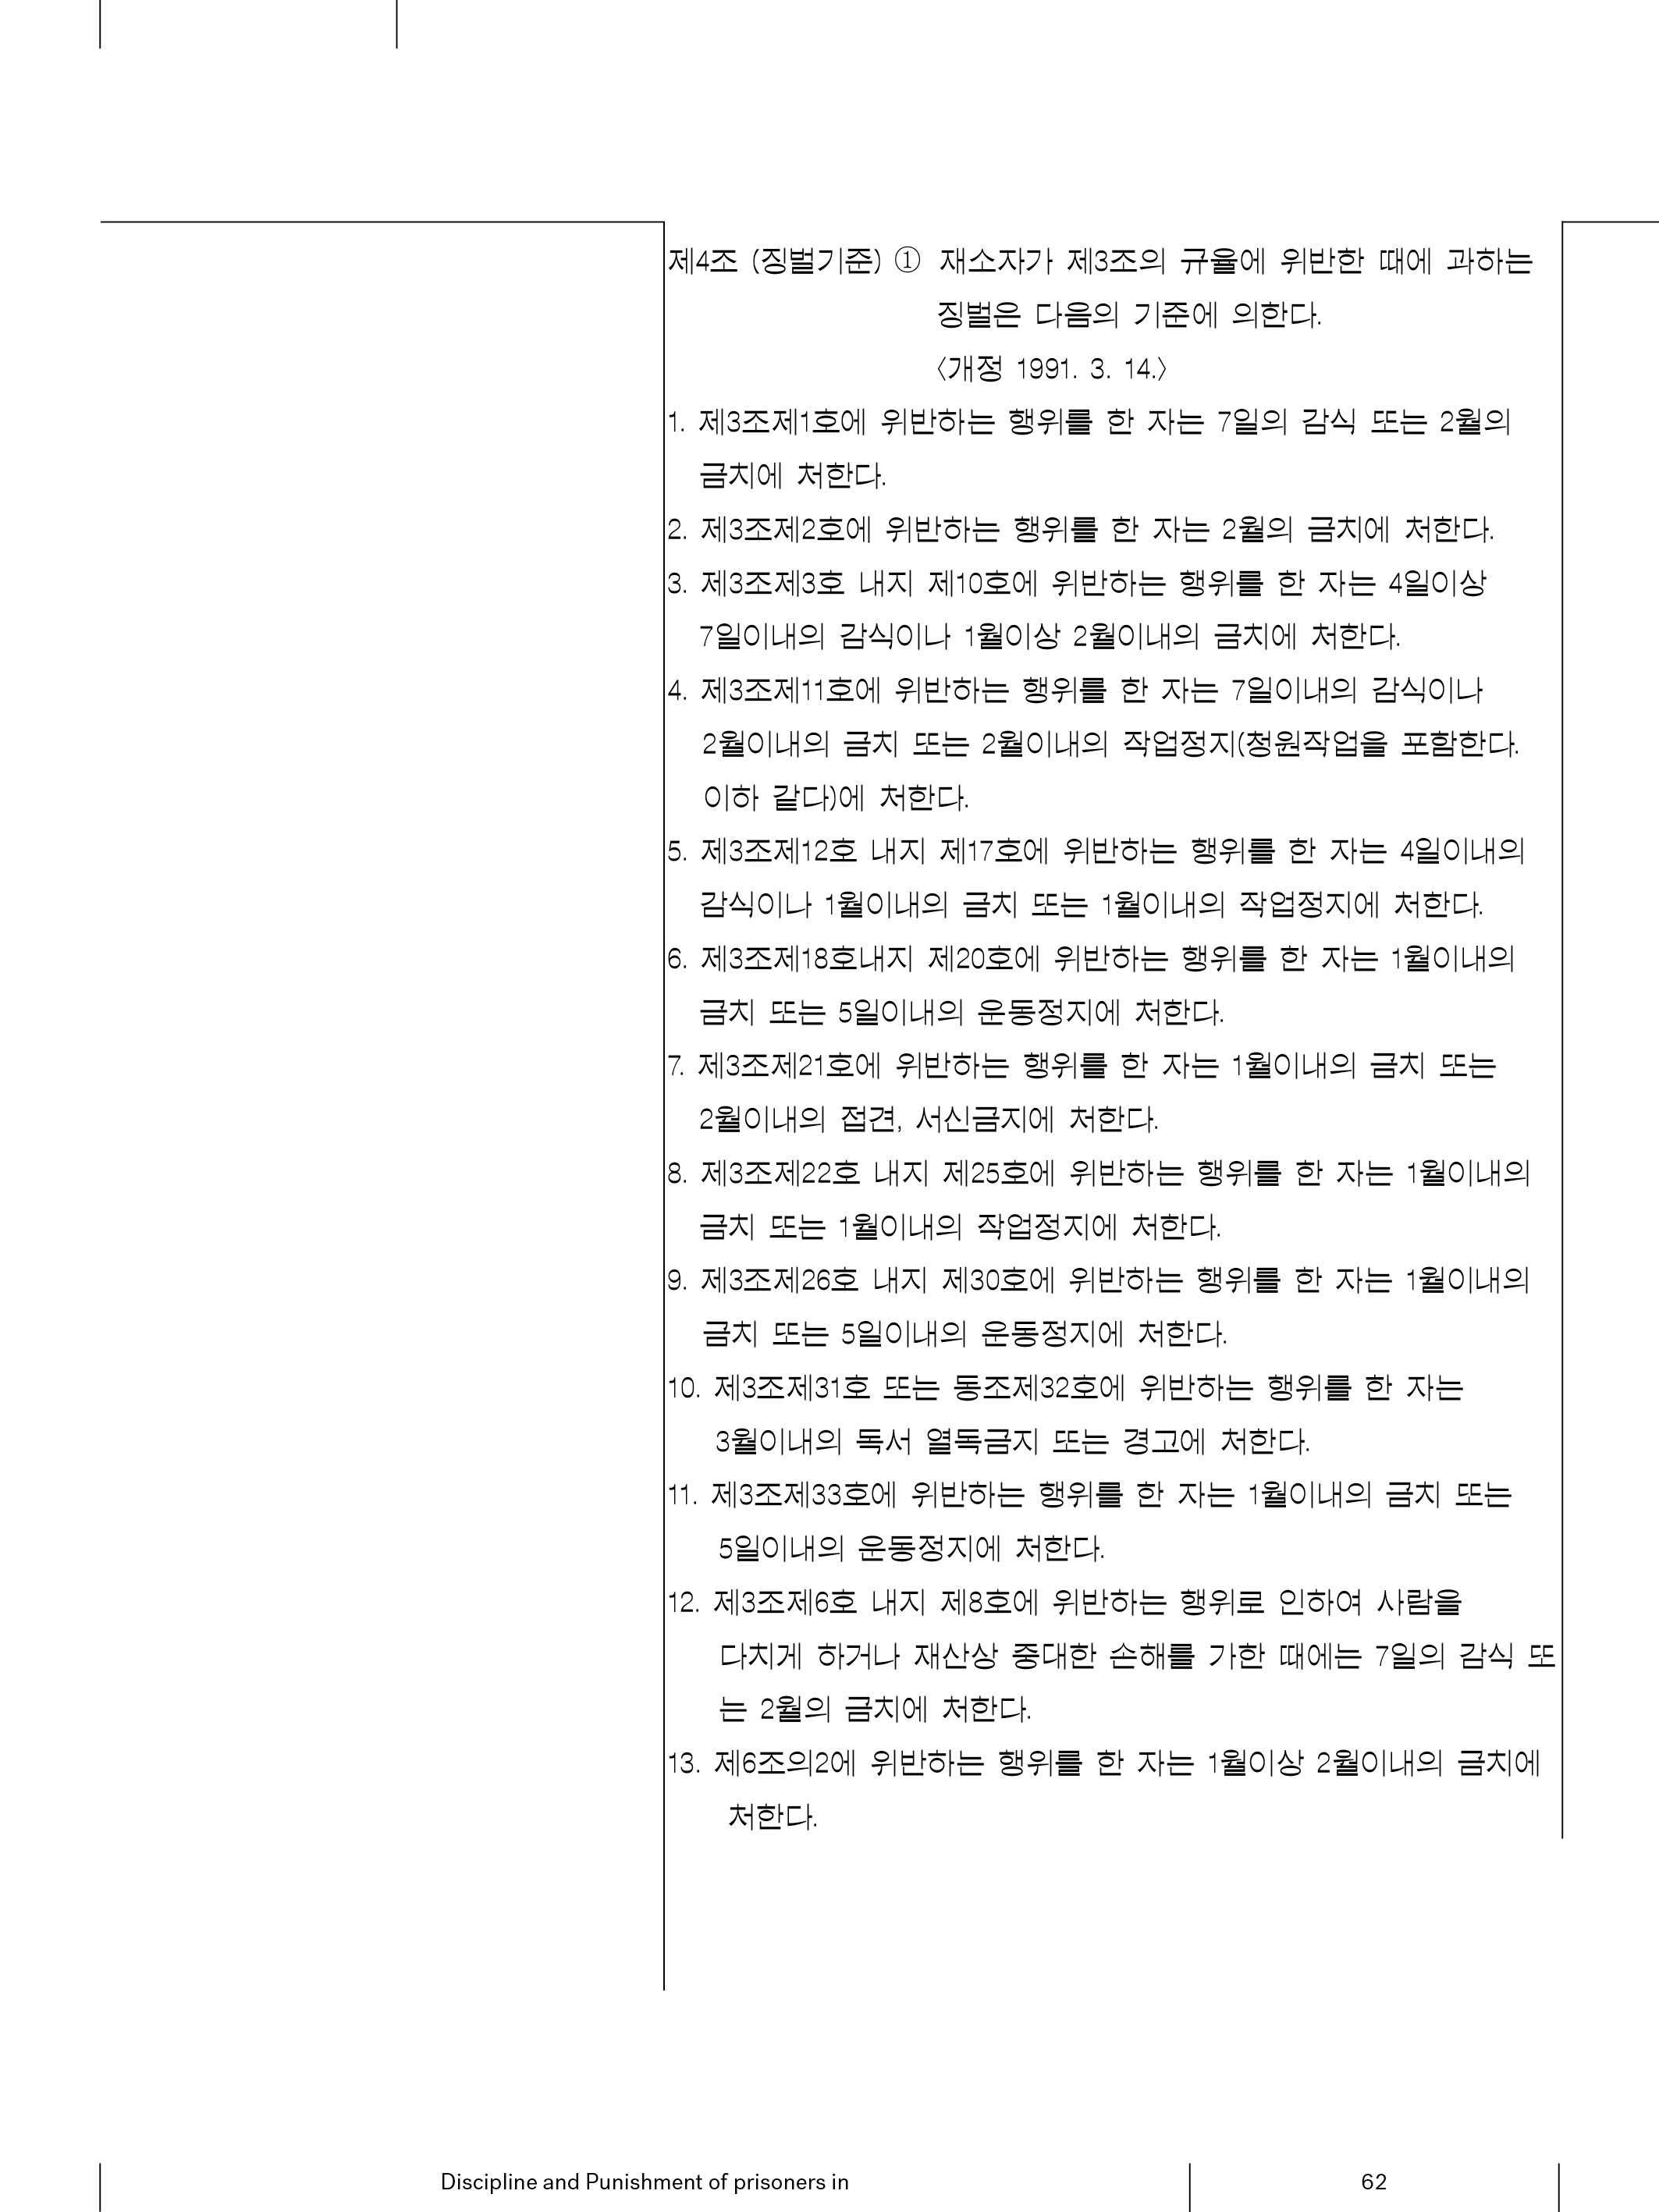 제4조 (징벌기준) ① 재소자가 제3조의 규율에 위반한 때에 과하는
징벌은 다음의 기준에 의한다.
〈개정 1991. 3. 14.〉
1. 제3조제1호에 위반하는 행위를 한 자는 7일의 감식 또는 2월의
금치에 처한다.
2. 제3조제2호에 위반하는 행위를 한 자는 2월의 금치에 처한다.
3. 제3조제3호 내지 제10호에 위반하는 행위를 한 자는 4일이상
7일이내의 감식이나 1월이상 2월이내의 금치에 처한다.
4. 제3조제11호에 위반하는 행위를 한 자는 7일이내의 감식이나
2월이내의 금치 또는 2월이내의 작업정지(청원작업을 포함한다.
이하 같다)에 처한다.
5. 제3조제12호 내지 제17호에 위반하는 행위를 한 자는 4일이내의
감식이나 1월이내의 금치 또는 1월이내의 작업정지에 처한다.
6. 제3조제18호내지 제20호에 위반하는 행위를 한 자는 1월이내의
금치 또는 5일이내의 운동정지에 처한다.
7. 제3조제21호에 위반하는 행위를 한 자는 1월이내의 금치 또는
2월이내의 접견, 서신금지에 처한다.
8. 제3조제22호 내지 제25호에 위반하는 행위를 한 자는 1월이내의
금치 또는 1월이내의 작업정지에 처한다.
9. 제3조제26호 내지 제30호에 위반하는 행위를 한 자는 1월이내의
금치 또는 5일이내의 운동정지에 처한다.
10. 제3조제31호 또는 동조제32호에 위반하는 행위를 한 자는
3월이내의 독서 열독금지 또는 경고에 처한다.
11. 제3조제33호에 위반하는 행위를 한 자는 1월이내의 금치 또는
5일이내의 운동정지에 처한다.
12. 제3조제6호 내지 제8호에 위반하는 행위로 인하여 사람을
다치게 하거나 재산상 중대한 손해를 가한 때에는 7일의 감식 또
는 2월의 금치에 처한다.
13. 제6조의2에 위반하는 행위를 한 자는 1월이상 2월이내의 금치에
처한다.
Discipline and Punishment of prisoners in
62